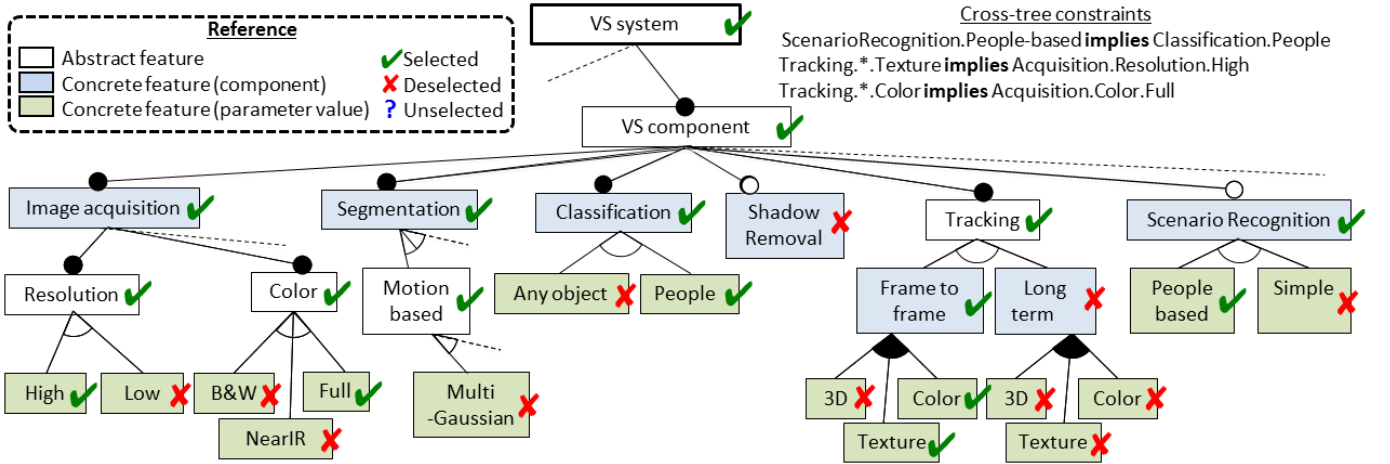 Reference
Abstract feature
Concrete feature (component)
Concrete feature (parameter value)
Selected
Deselected
? Unselected
VS system
Cross-tree constraints
ScenarioRecognition.People-based implies Classification.People
Tracking.*.Texture implies Acquisition.Resolution.High
Tracking.*.Color implies Acquisition.Color.Full
VS component
Image acquisition
Segmentation
Classification
Shadow
Removal
Tracking
Scenario Recognition
Resolution
Color
Motion
based
Any object
People
Frame to
frame
Long
term
People
based
Simple
High
Low
B&W
Full
NearIR
Multi
-Gaussian
3D
Color
Texture
3D
Color
Texture